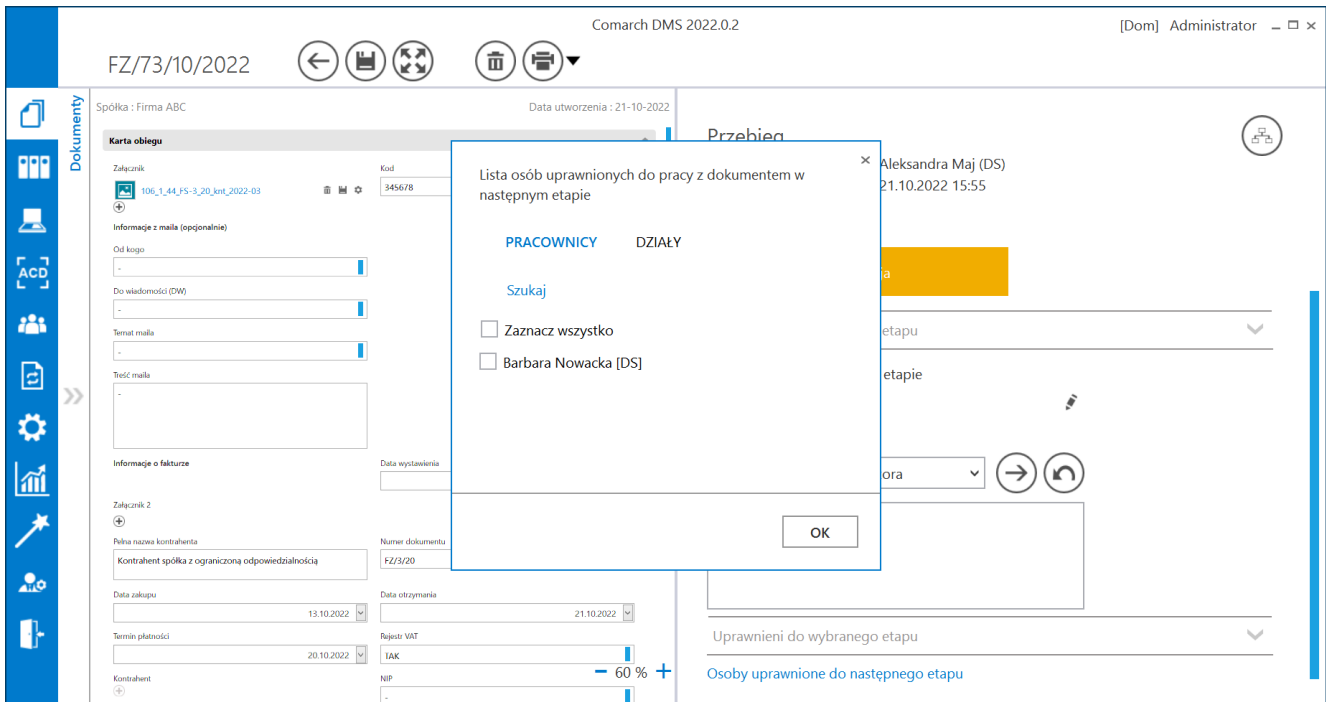 Comarch DMS 2022.0.2
[Dom] Administrator
FZ/73/10/2022
Dokumenty
ACD
Spółka : Firma ABC
Data utworzenia : 21-10-2022
Karta obiegu
Załącznik
106_1_44_FS-3_20_knt_2022-03
Kod
345678
Informacje z maila (opcjonalnie)
Od kogo
-
Do wiadomości (DW)
-
Temat maila
-
Treść maila
-
Informacje o fakturze
Data wystawienia
Załącznik 2
Pełna nazwa kontrahenta
Kontrahent spółka z ograniczoną odpowiedzialnością
Numer dokumentu
FZ/3/20
Data zakupu
13.10.2022
Data otrzymania
21.10.2022
Termin płatności
20.10.2022
Rejestr VAT
TAK
Kontrahent
NIP
-
60 %
Lista osób uprawnionych do pracy z dokumentem w
następnym etapie
PRACOWNICY DZIAŁY
Szukaj
Zaznacz wszystko
Barbara Nowacka [DS]
OK
Przebieg
Aleksandra Maj (DS)
21.10.2022 15:55
etapu
etapie
ora
Uprawnieni do wybranego etapu
Osoby uprawnione do następnego etapu